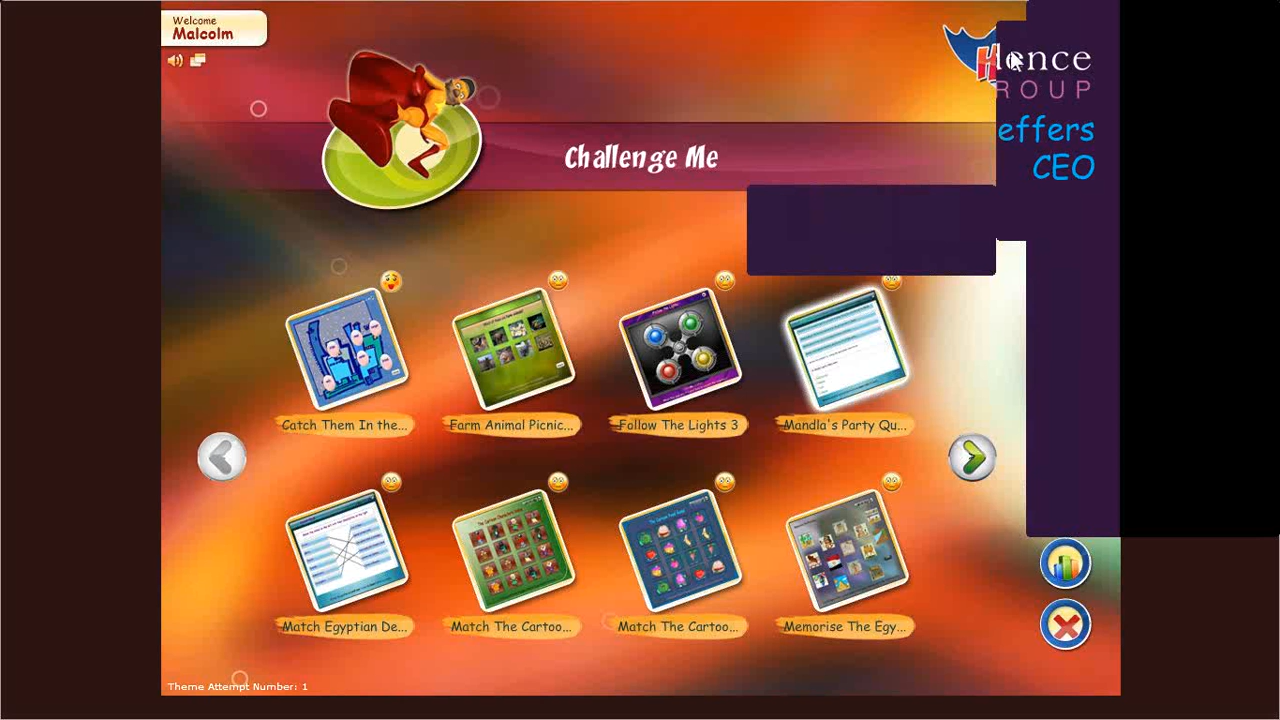 Welcome
Malcolm
Hence
ROUP
effers
CEO
Challenge Me
Catch Them In the...
Farm Animal Picnic...
Follow The Lights 3
Mandla's Party Qu...
Match Egyptian De...
Match The Cartoo...
Match The Cartoo...
Memorise The Egy...
Theme Attempt Number: 1